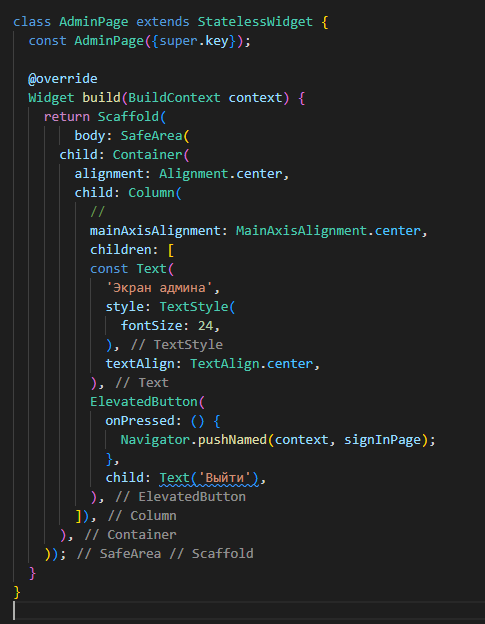 class AdminPage extends StatelessWidget {
  const AdminPage({super.key});

  @override
  Widget build(BuildContext context) {
    return Scaffold(
        body: SafeArea(
      child: Container(
        alignment: Alignment.center,
        child: Column(
          //
          mainAxisAlignment: MainAxisAlignment.center,
          children: [
          const Text(
            'Экран админа',
            style: TextStyle(
              fontSize: 24,
            ), // TextStyle
            textAlign: TextAlign.center,
          ), // Text
          ElevatedButton(
            onPressed: () {
              Navigator.pushNamed(context, signInPage);
            },
            child: Text('Выйти'),
          ), // ElevatedButton
        ]), // Column
      ), // Container
    )); // SafeArea // Scaffold
  }
}